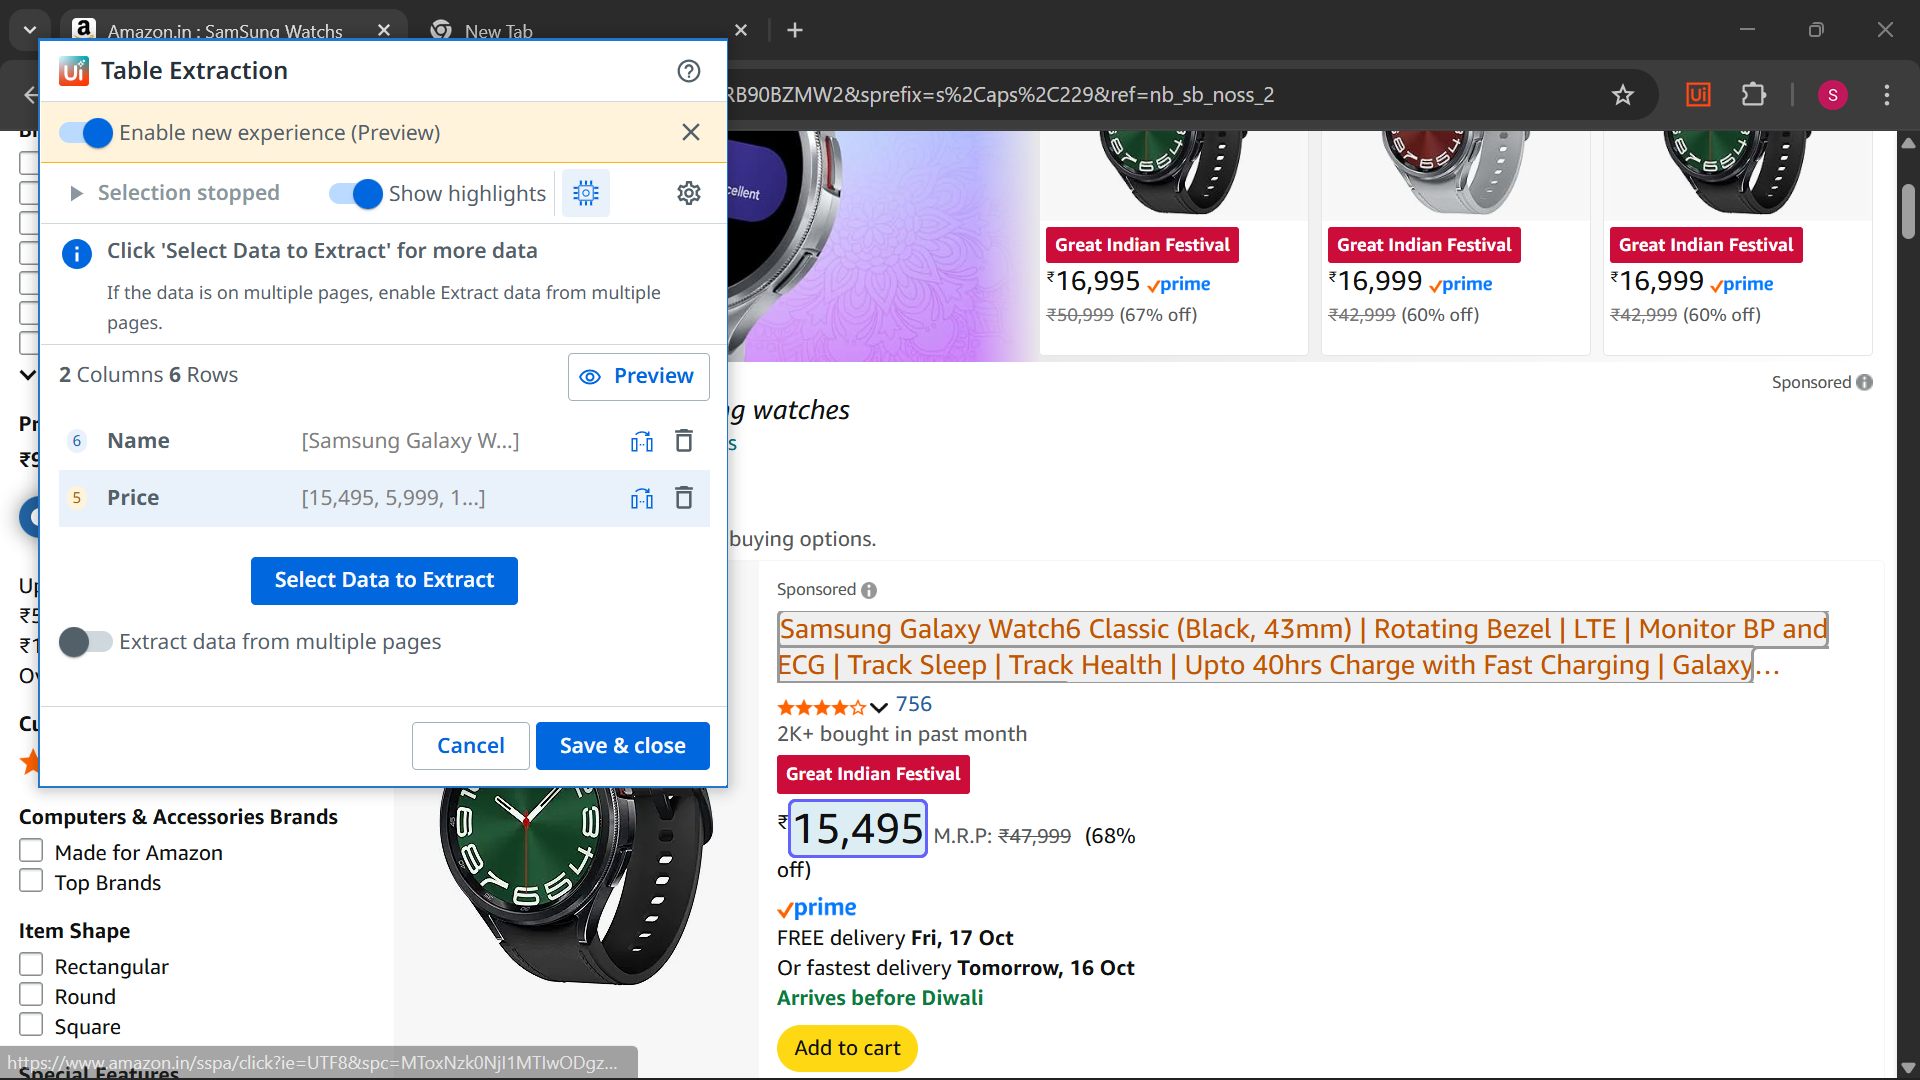 Amazon.in : SamSung Watchs
New Tab
RB90BZMW2&sprefix=s%2Caps%2C229&ref=nb_sb_noss_2
S
Ui Table Extraction
Enable new experience (Preview)
Selection stopped
Show highlights
Click 'Select Data to Extract' for more data
If the data is on multiple pages, enable Extract data from multiple
pages.
2 Columns 6 Rows
Preview
6 Name [Samsung Galaxy W...]
5 Price [15,495, 5,999, 1...]
Select Data to Extract
Extract data from multiple pages
Cancel
Save & close
Great Indian Festival
₹16,995 prime
₹50,999 (67% off)
Great Indian Festival
₹16,999 prime
₹42,999 (60% off)
Great Indian Festival
₹16,999 prime
₹42,999 (60% off)
Sponsored
g watches
s
buying options.
Sponsored
Samsung Galaxy Watch6 Classic (Black, 43mm) | Rotating Bezel | LTE | Monitor BP and
ECG | Track Sleep | Track Health | Upto 40hrs Charge with Fast Charging | Galaxy…
756
2K+ bought in past month
Great Indian Festival
₹15,495 M.R.P: ₹47,999 (68%
off)
prime
FREE delivery Fri, 17 Oct
Or fastest delivery Tomorrow, 16 Oct
Arrives before Diwali
Add to cart
Computers & Accessories Brands
Made for Amazon
Top Brands
Item Shape
Rectangular
Round
Square
Special Features
https://www.amazon.in/sspa/click?ie=UTF8&spc=MToxNzk0NjI1MTIwODgz...